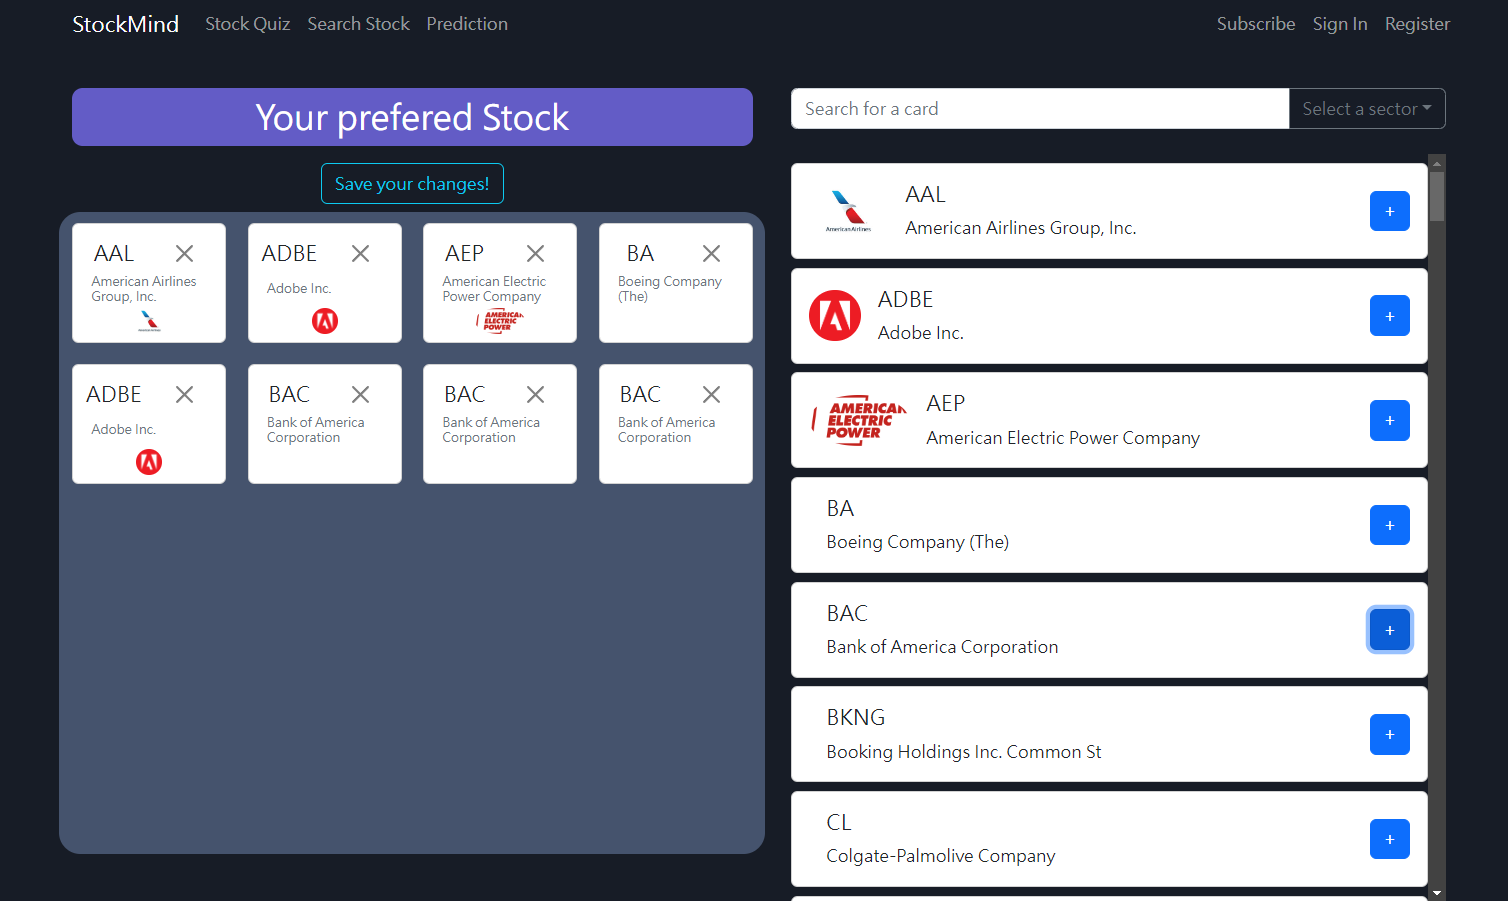 StockMind Stock Quiz Search Stock Prediction Subscribe Sign In Register
Your prefered Stock
Save your changes!
AAL
American Airlines
Group, Inc.
American Airlines
ADBE
Adobe Inc.
AEP
American Electric
Power Company
AMERICAN
ELECTRIC
POWER
BA
Boeing Company
(The)
ADBE
Adobe Inc.
BAC
Bank of America
Corporation
BAC
Bank of America
Corporation
BAC
Bank of America
Corporation
Search for a card
Select a sector
American Airlines
AAL
American Airlines Group, Inc.
+
ADBE
Adobe Inc.
+
AMERICAN
ELECTRIC
POWER
AEP
American Electric Power Company
+
BA
Boeing Company (The)
+
BAC
Bank of America Corporation
+
BKNG
Booking Holdings Inc. Common St
+
CL
Colgate-Palmolive Company
+